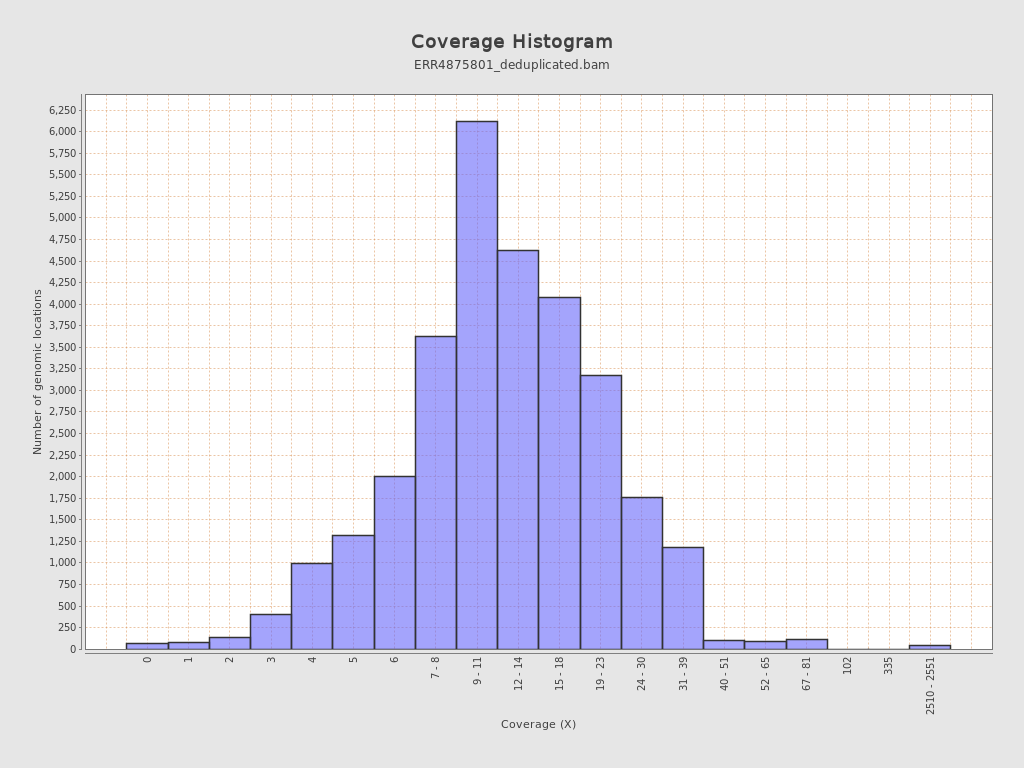 Coverage Histogram
ERR4875801_deduplicated.bam
6,250
6,000
5,750
5,500
5,250
5,000
4,750
4,500
4,250
4,000
3,750
3,500
3,250
3,000
2,750
2,500
2,250
2,000
1,750
1,500
1,250
1,000
750
500
250
0
Number of genomic locations
0
1
2
3
4
5
6
7 - 8
9 - 11
12 - 14
15 - 18
19 - 23
24 - 30
31 - 39
40 - 51
52 - 65
67 - 81
102
335
2510 - 2551
Coverage (X)